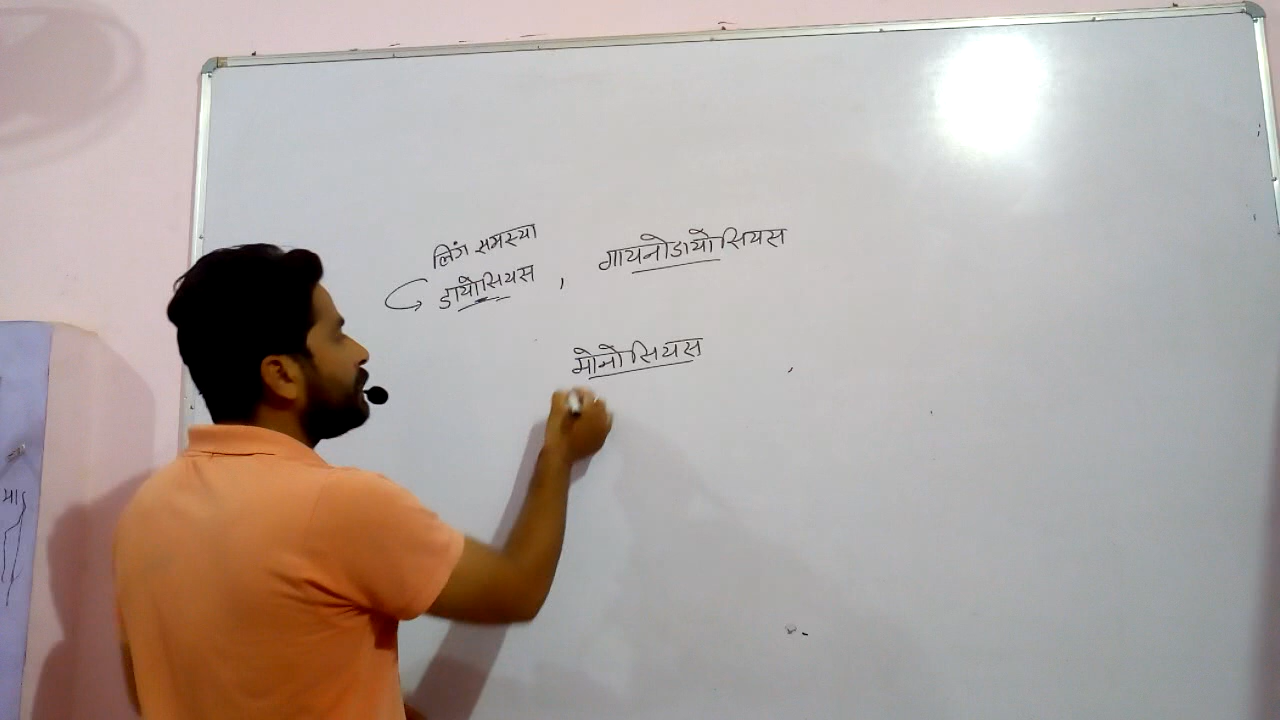 लिंग समस्या
डायोसियस , गायनोडायोसियस
मोनोसियस